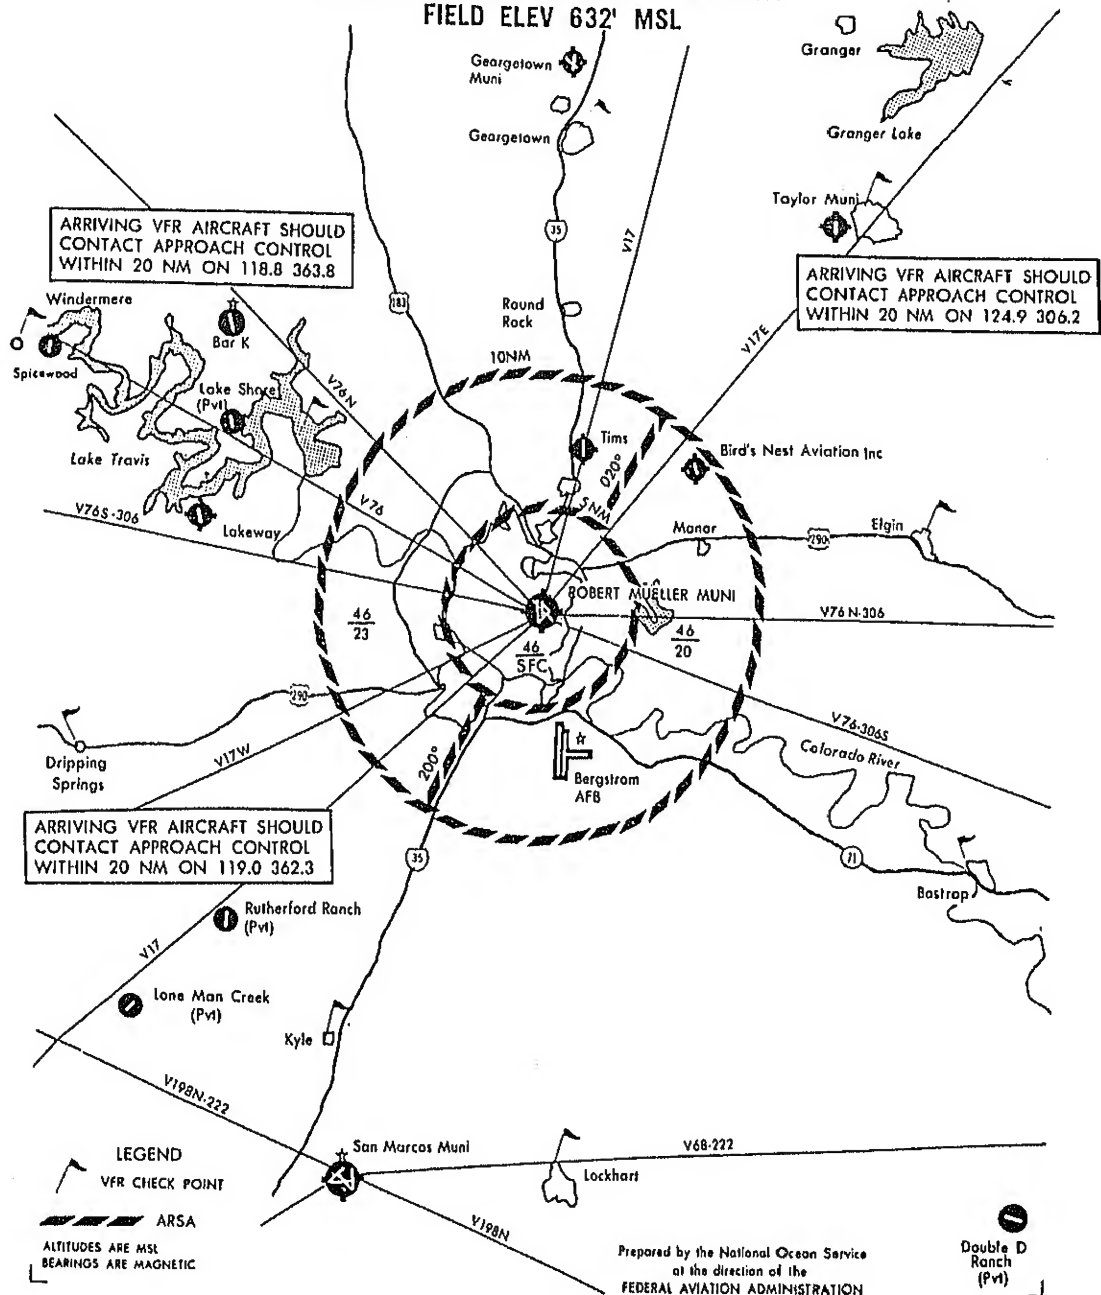 FIELD ELEV 632' MSL
Georgetown
Muni
Georgetown
Granger
Granger Lake
Taylor Muni
ARRIVING VFR AIRCRAFT SHOULD
CONTACT APPROACH CONTROL
WITHIN 20 NM ON 118.8 363.8
35
V17
183
ARRIVING VFR AIRCRAFT SHOULD
CONTACT APPROACH CONTROL
WITHIN 20 NM ON 124.9 306.2
Windermere
Bar K
Spicewood
Round
Rock
V17E
10NM
V76N
Lake Shore
(Pvt)
Lake Travis
Tims
Bird's Nest Aviation Inc
020°
V76
V76S-306
Lakeway
5NM
Manor
290
Elgin
ROBERT MUELLER MUNI
V76N-306
46
23
46
SFC
46
20
290
V76-306S
Dripping
Springs
V17W
200°
Bergstrom
AFB
Colorado River
ARRIVING VFR AIRCRAFT SHOULD
CONTACT APPROACH CONTROL
WITHIN 20 NM ON 119.0 362.3
35
71
Bastrop
Rutherford Ranch
(Pvt)
V17
Lone Man Creek
(Pvt)
Kyle
V198N-222
San Marcos Muni
V68-222
Lockhart
LEGEND
VFR CHECK POINT
ARSA
ALTITUDES ARE MSL
BEARINGS ARE MAGNETIC
V198N
Prepared by the National Ocean Service
at the direction of the
FEDERAL AVIATION ADMINISTRATION
Double D
Ranch
(Pvt)